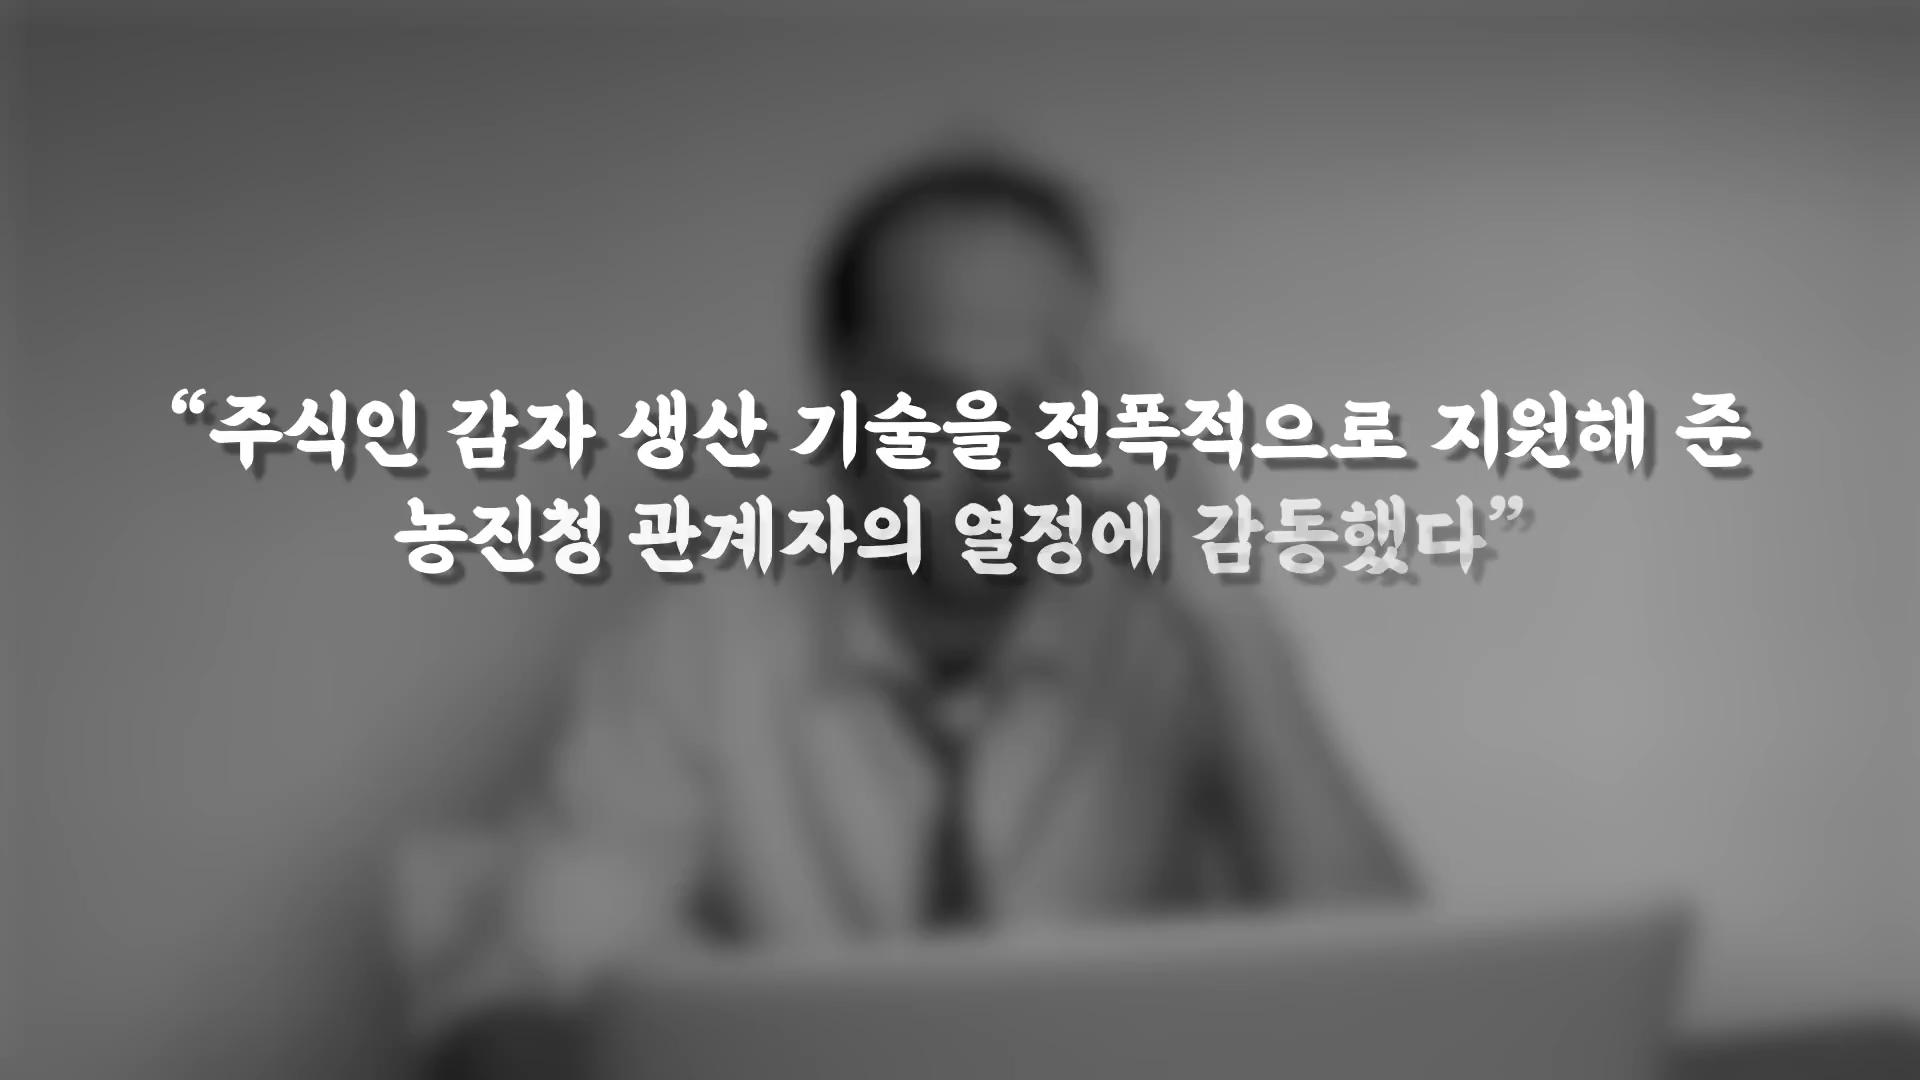 “주식인 감자 생산 기술을 전폭적으로 지원해 준
농진청 관계자의 열정에 감동했다”